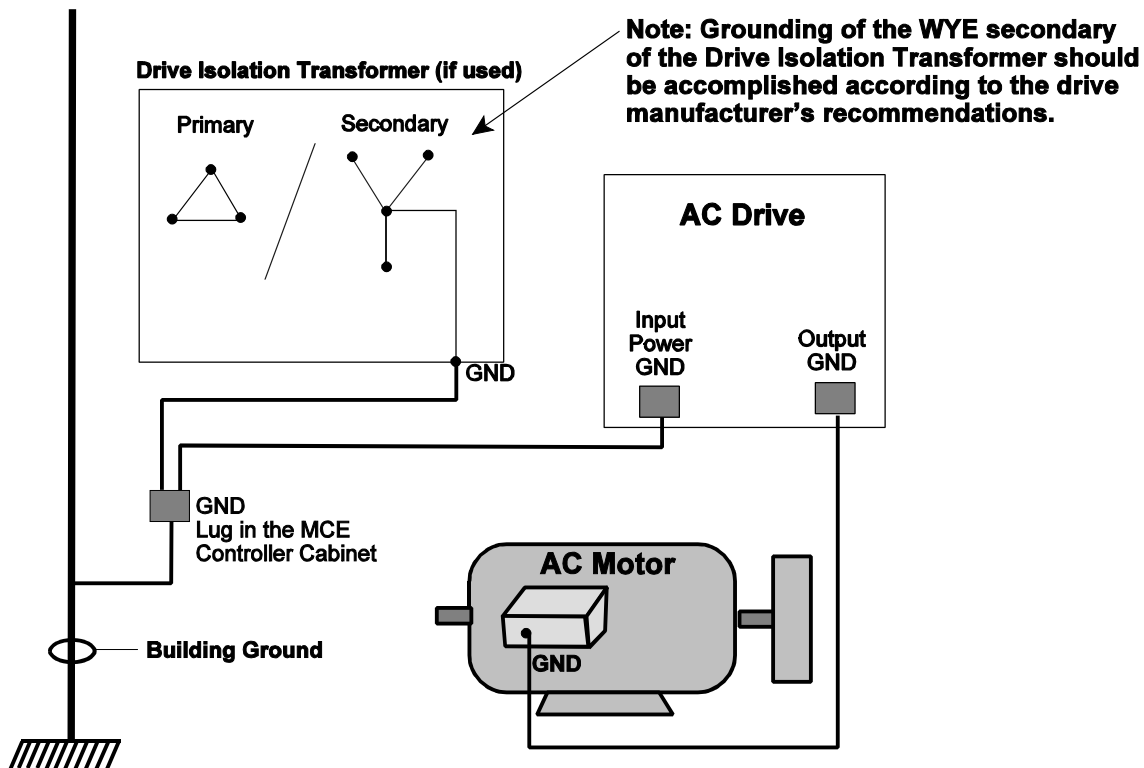 Note: Grounding of the WYE secondary
of the Drive Isolation Transformer should
be accomplished according to the drive
manufacturer's recommendations.
Drive Isolation Transformer (if used)
Primary
Secondary
GND
AC Drive
Input
Power
GND
Output
GND
GND
Lug in the MCE
Controller Cabinet
AC Motor
GND
Building Ground